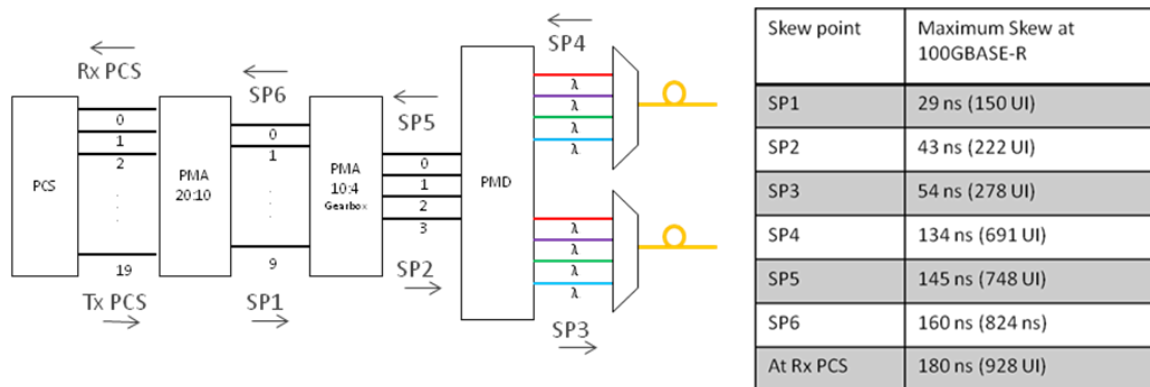 SP4
Rx PCS
SP6
SP5
λ
λ
λ
λ
PCS
0
1
2
19
PMA
20:10
0
1
9
PMA
10:4
Gearbox
0
1
2
3
PMD
λ
λ
λ
λ
Tx PCS
SP1
SP2
SP3
Skew point Maximum Skew at
100GBASE-R
SP1 29 ns (150 UI)
SP2 43 ns (222 UI)
SP3 54 ns (278 UI)
SP4 134 ns (691 UI)
SP5 145 ns (748 UI)
SP6 160 ns (824 ns)
At Rx PCS 180 ns (928 UI)